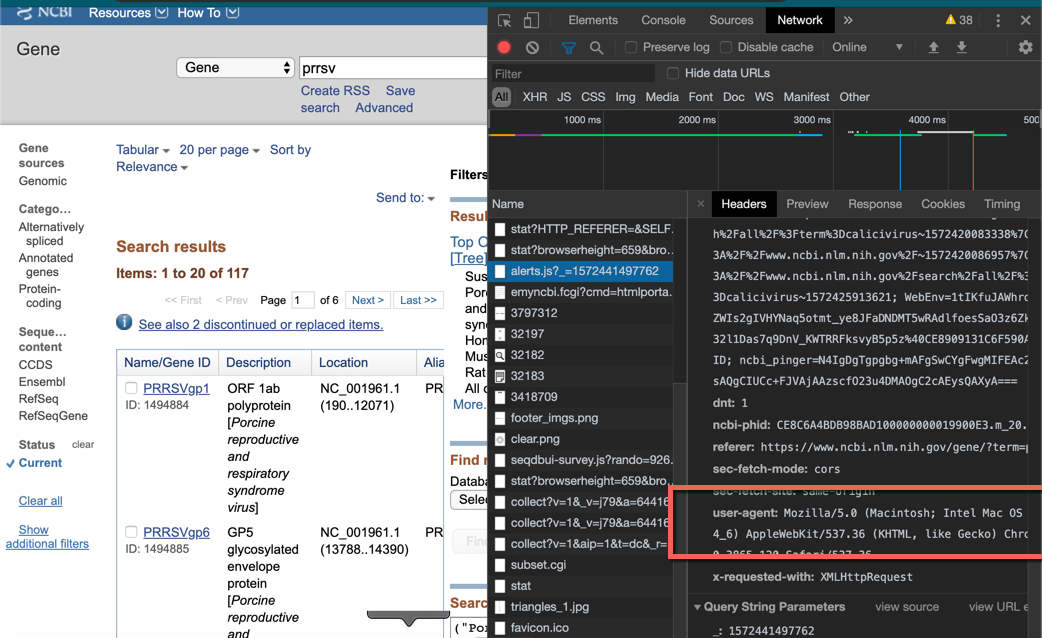 NCBI Resources How To
Gene
Gene
prrsv
Create RSS Save
search Advanced
Gene
sources
Genomic
Catego...
Alternatively
spliced
Annotated
genes
Protein-
coding
Seque...
content
CCDS
Ensembl
RefSeq
RefSeqGene
Status clear
Current
Clear all
Show
additional filters
Tabular 20 per page Sort by
Relevance
Send to:
Search results
Items: 1 to 20 of 117
<< First < Prev Page 1 of 6 Next > Last >>
See also 2 discontinued or replaced items.
Name/Gene ID Description Location Alia
PRRSVgp1
ID: 1494884
ORF 1ab
polyprotein
[Porcine
reproductive
and
respiratory
syndrome
virus]
NC_001961.1
(190..12071)
PR
PRRSVgp6
ID: 1494885
GP5
glycosylated
envelope
protein
[Porcine
reproductive
and
NC_001961.1
(13788..14390)
PR
Filters
Resul
Top O
[Tree]
Sus
Por
and
syn
Hor
Mus
Rat
All o
More.
Find r
Databa
Selec
Find
Searc
("Po
Elements Console Sources Network » 38
Preserve log Disable cache Online
Filter Hide data URLs
All XHR JS CSS Img Media Font Doc WS Manifest Other
1000 ms 2000 ms 3000 ms 4000 ms 500
Name
stat?HTTP_REFERER=&SELF.
stat?browserheight=659&bro..
alerts.js?_=1572441497762
emyncbi.fcgi?cmd=htmlporta.
3797312
32197
32182
32183
3418709
footer_imgs.png
clear.png
seqdbui-survey.js?rando=926.
stat?browserheight=659&bro..
collect?v=1&_v=j79&a=64416
collect?v=1&_v=j79&a=64416
collect?v=1&aip=1&t=dc&_r=
subset.cgi
stat
triangles_1.jpg
favicon.ico
× Headers Preview Response Cookies Timing
h%2Fall%2F%3Fterm%3Dcalicivirus~1572420083338%7C
3A%2F%2Fwww.ncbi.nlm.nih.gov%2F~1572420086957%7C
3A%2F%2Fwww.ncbi.nlm.nih.gov%2Fsearch%2Fall%2F%3
3Dcalicivirus~1572425913621; WebEnv=1tIKfuJAWhro
ZWIs2gIVHYNaq5otmt_ye8JFaDNDMT5wRAdlfoesSaO3z6Zk
32l1Das7q9DnV_KWTRRFksvyB5p5z%40CE8909131C6F590A
ID; ncbi_pinger=N4IgDgTgpgbg+mAFgSwCYgFwgMIFEAc2
sAQgCIUCc+FJVAjAAzscfO23u4DMAOgC2cAEysQAXyA===
dnt: 1
ncbi-phid: CE8C6A4BDB98BAD100000000019900E3.m_20.
referer: https://www.ncbi.nlm.nih.gov/gene/?term=p
sec-fetch-mode: cors
sec-fetch-site: same-origin
user-agent: Mozilla/5.0 (Macintosh; Intel Mac OS
4_6) AppleWebKit/537.36 (KHTML, like Gecko) Chro
0.3865.120 Safari/537.36
x-requested-with: XMLHttpRequest
Query String Parameters view source view URL e
_: 1572441497762